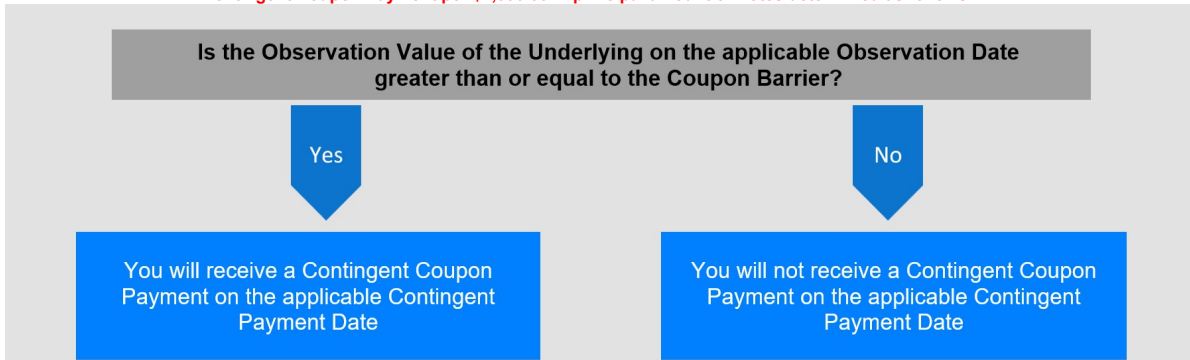 Is the Observation Value of the Underlying on the applicable Observation Date
greater than or equal to the Coupon Barrier?
Yes
No
You will receive a Contingent Coupon
Payment on the applicable Contingent
Payment Date
You will not receive a Contingent Coupon
Payment on the applicable Contingent
Payment Date